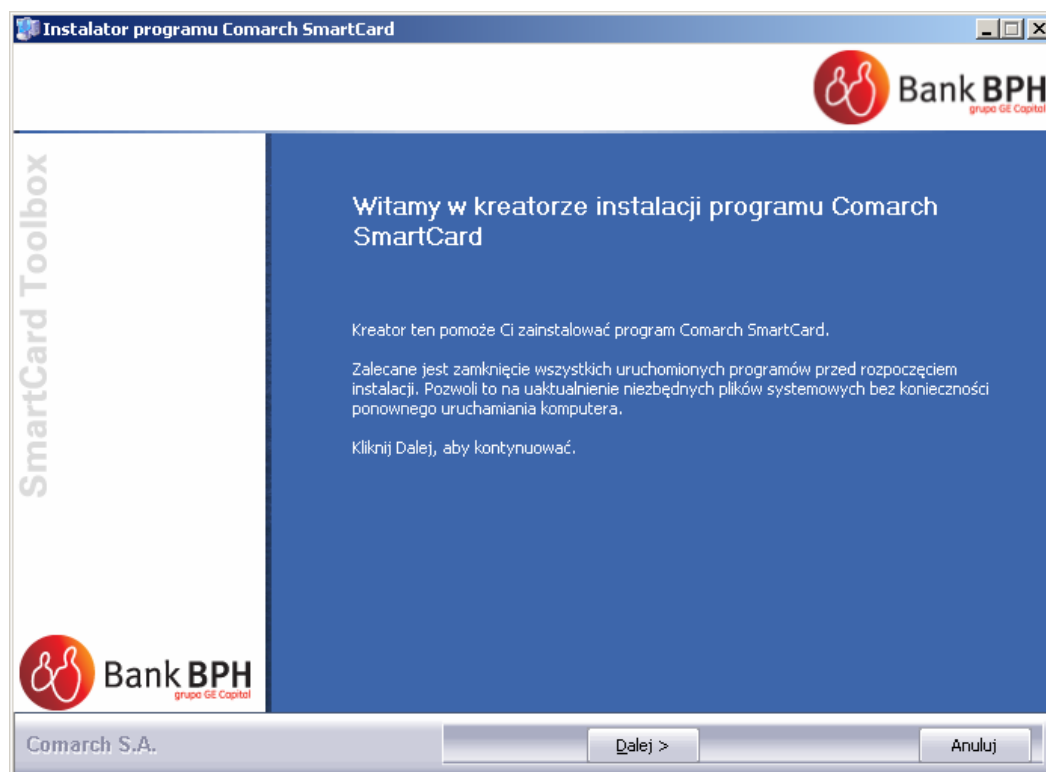 Instalator programu Comarch SmartCard
Bank BPH
grupa GE Capital
SmartCard Toolbox
Witamy w kreatorze instalacji programu Comarch
SmartCard
Kreator ten pomoże Ci zainstalować program Comarch SmartCard.
Zalecane jest zamknięcie wszystkich uruchomionych programów przed rozpoczęciem
instalacji. Pozwoli to na uaktualnienie niezbędnych plików systemowych bez konieczności
ponownego uruchamiania komputera.
Kliknij Dalej, aby kontynuować.
Bank BPH
grupa GE Capital
Comarch S.A.
Dalej >
Anuluj